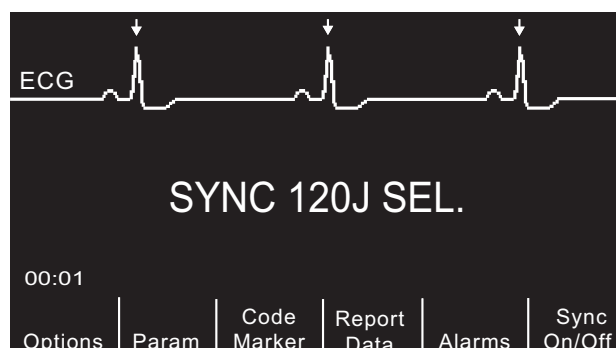 ECG
SYNC 120J SEL.
00:01
Options
Param
Code
Marker
Report
Data
Alarms
Sync
On/Off